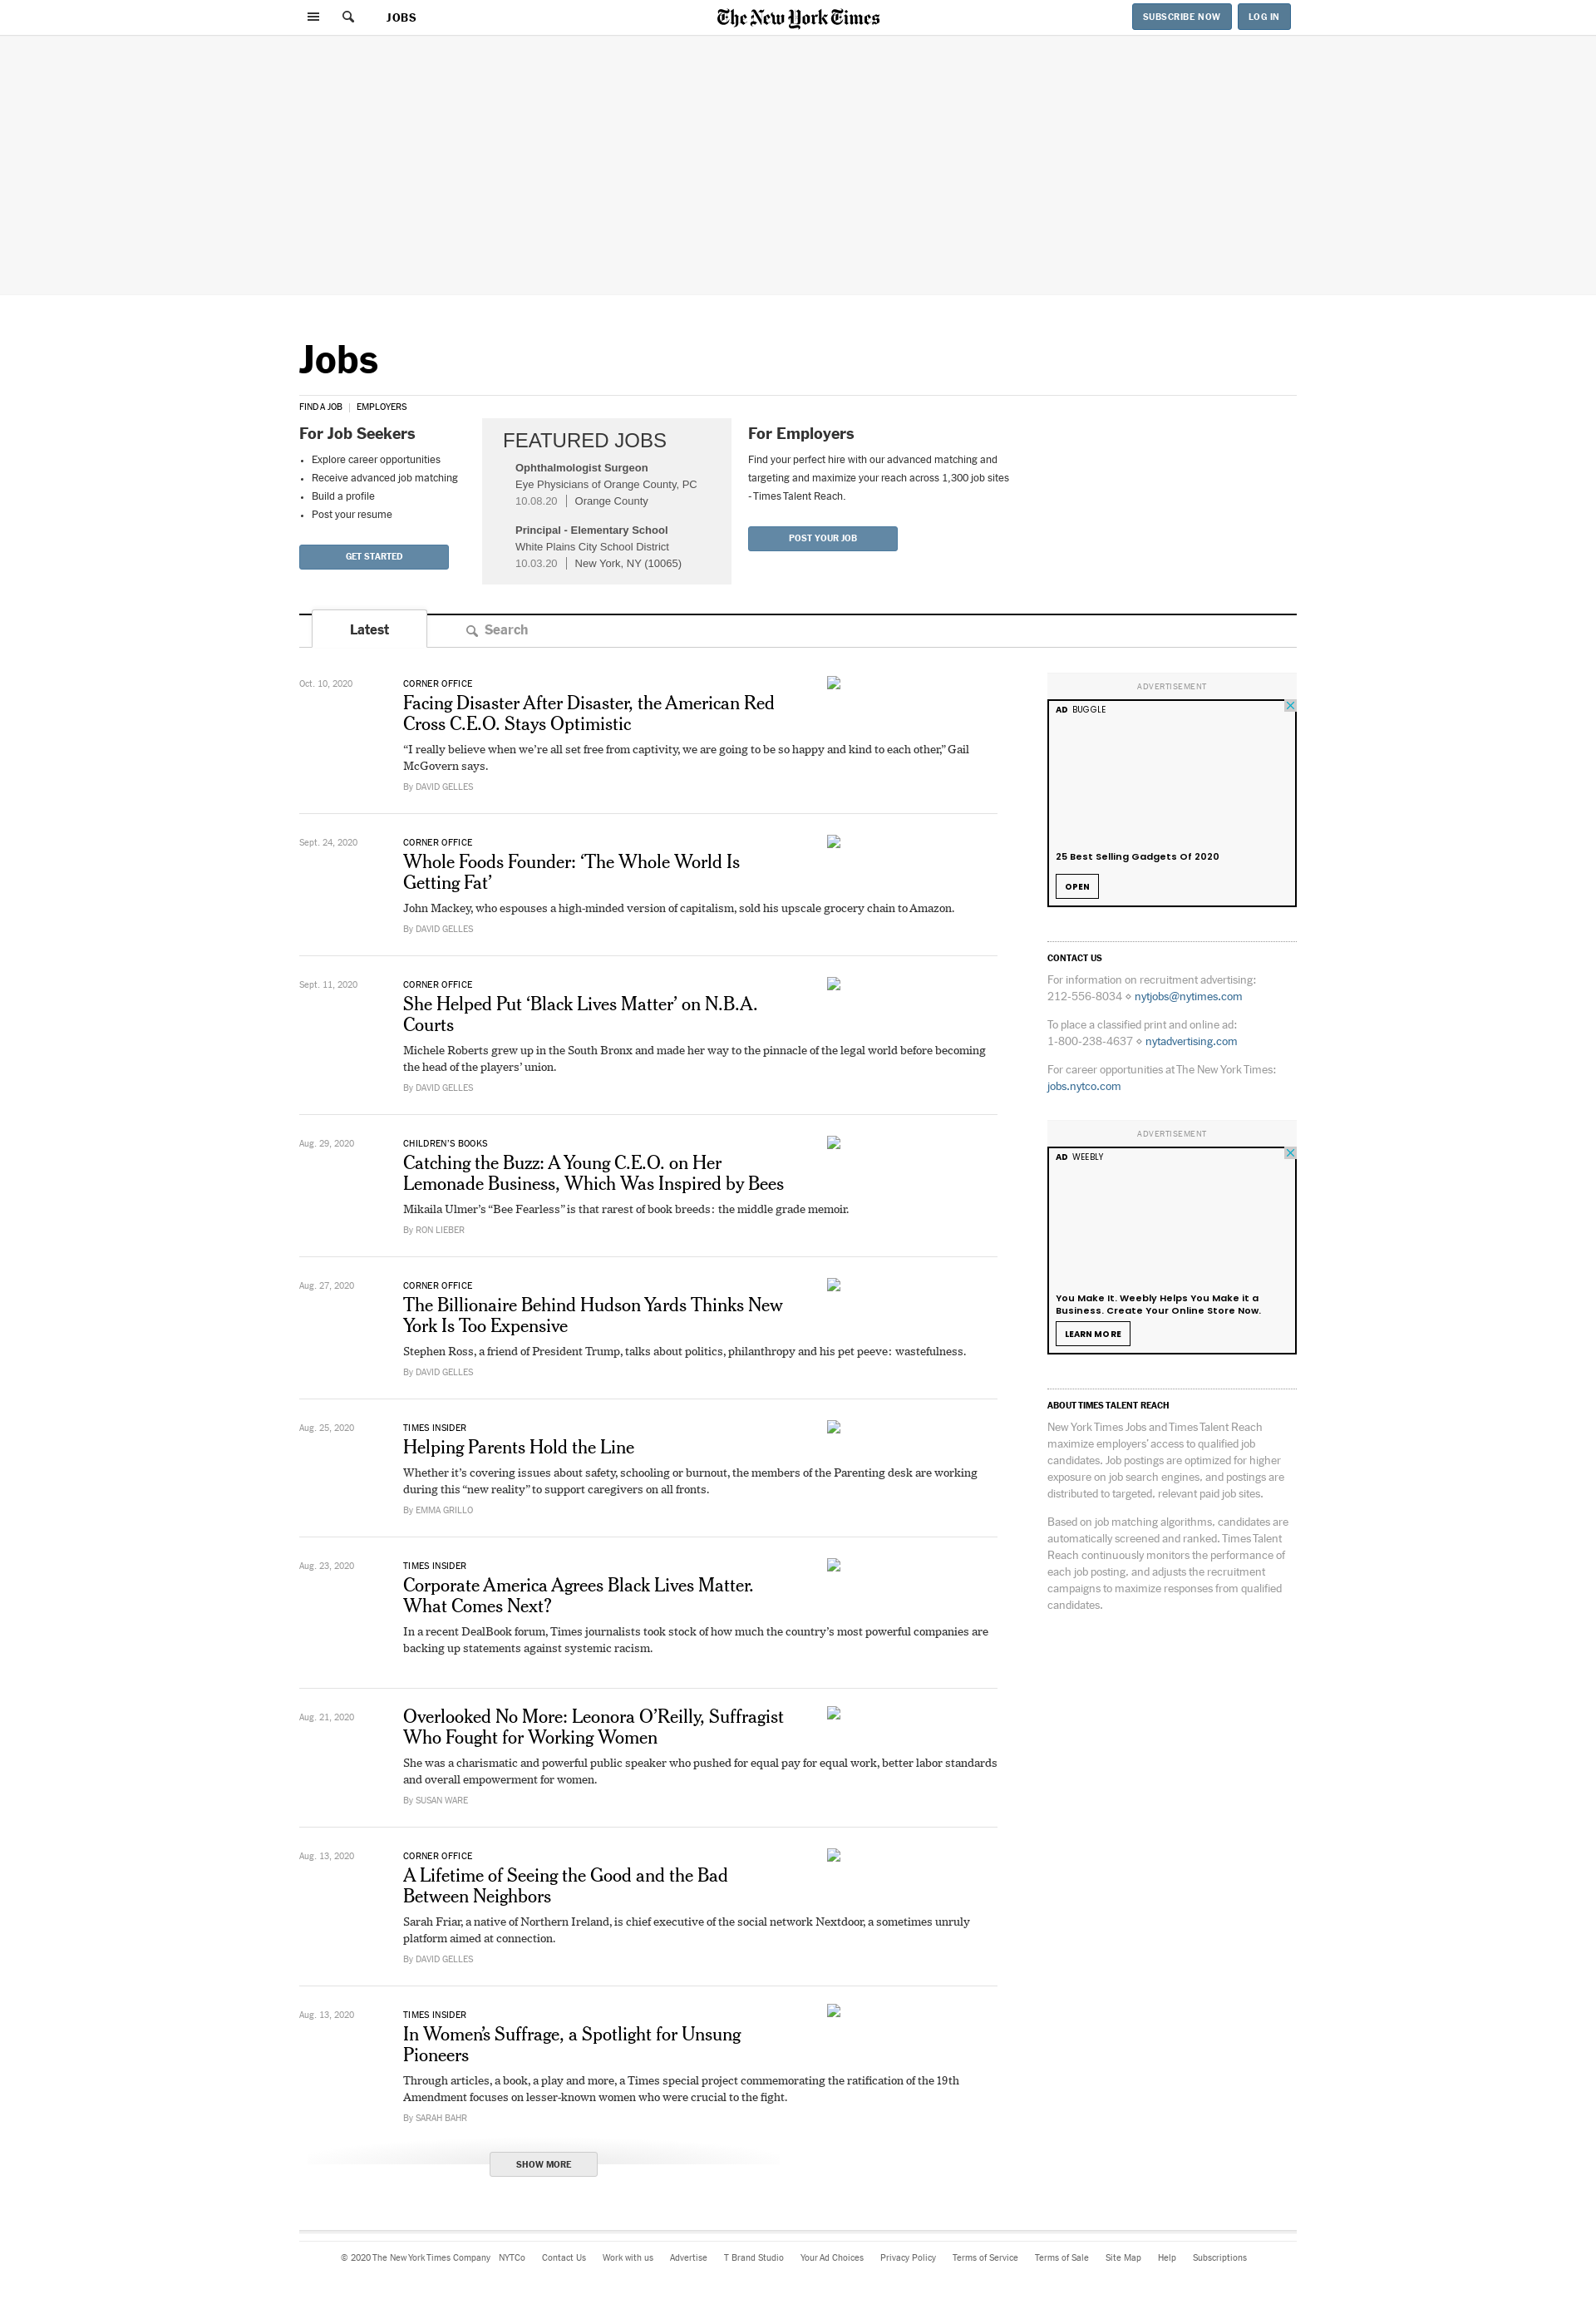 JOBS
The New York Times
SUBSCRIBE NOW
LOG IN
Jobs
FIND A JOB | EMPLOYERS
For Job Seekers
• Explore career opportunities
• Receive advanced job matching
• Build a profile
• Post your resume
GET STARTED
FEATURED JOBS
Ophthalmologist Surgeon
Eye Physicians of Orange County, PC
10.08.20 | Orange County
Principal - Elementary School
White Plains City School District
10.03.20 | New York, NY (10065)
For Employers
Find your perfect hire with our advanced matching and
targeting and maximize your reach across 1,300 job sites
- Times Talent Reach.
POST YOUR JOB
Latest
Search
Oct. 10, 2020
CORNER OFFICE
Facing Disaster After Disaster, the American Red
Cross C.E.O. Stays Optimistic
“I really believe when we’re all set free from captivity, we are going to be so happy and kind to each other,” Gail
McGovern says.
By DAVID GELLES
Sept. 24, 2020
CORNER OFFICE
Whole Foods Founder: ‘The Whole World Is
Getting Fat’
John Mackey, who espouses a high-minded version of capitalism, sold his upscale grocery chain to Amazon.
By DAVID GELLES
Sept. 11, 2020
CORNER OFFICE
She Helped Put ‘Black Lives Matter’ on N.B.A.
Courts
Michele Roberts grew up in the South Bronx and made her way to the pinnacle of the legal world before becoming
the head of the players’ union.
By DAVID GELLES
Aug. 29, 2020
CHILDREN’S BOOKS
Catching the Buzz: A Young C.E.O. on Her
Lemonade Business, Which Was Inspired by Bees
Mikaila Ulmer’s “Bee Fearless” is that rarest of book breeds: the middle grade memoir.
By RON LIEBER
Aug. 27, 2020
CORNER OFFICE
The Billionaire Behind Hudson Yards Thinks New
York Is Too Expensive
Stephen Ross, a friend of President Trump, talks about politics, philanthropy and his pet peeve: wastefulness.
By DAVID GELLES
Aug. 25, 2020
TIMES INSIDER
Helping Parents Hold the Line
Whether it’s covering issues about safety, schooling or burnout, the members of the Parenting desk are working
during this “new reality” to support caregivers on all fronts.
By EMMA GRILLO
Aug. 23, 2020
TIMES INSIDER
Corporate America Agrees Black Lives Matter.
What Comes Next?
In a recent DealBook forum, Times journalists took stock of how much the country’s most powerful companies are
backing up statements against systemic racism.
Aug. 21, 2020
Overlooked No More: Leonora O’Reilly, Suffragist
Who Fought for Working Women
She was a charismatic and powerful public speaker who pushed for equal pay for equal work, better labor standards
and overall empowerment for women.
By SUSAN WARE
Aug. 13, 2020
CORNER OFFICE
A Lifetime of Seeing the Good and the Bad
Between Neighbors
Sarah Friar, a native of Northern Ireland, is chief executive of the social network Nextdoor, a sometimes unruly
platform aimed at connection.
By DAVID GELLES
Aug. 13, 2020
TIMES INSIDER
In Women’s Suffrage, a Spotlight for Unsung
Pioneers
Through articles, a book, a play and more, a Times special project commemorating the ratification of the 19th
Amendment focuses on lesser-known women who were crucial to the fight.
By SARAH BAHR
SHOW MORE
ADVERTISEMENT
AD BUGGLE
25 Best Selling Gadgets Of 2020
OPEN
CONTACT US
For information on recruitment advertising:
212-556-8034 ⋄ nytjobs@nytimes.com
To place a classified print and online ad:
1-800-238-4637 ⋄ nytadvertising.com
For career opportunities at The New York Times:
jobs.nytco.com
ADVERTISEMENT
AD WEEBLY
You Make It. Weebly Helps You Make it a
Business. Create Your Online Store Now.
LEARN MORE
ABOUT TIMES TALENT REACH
New York Times Jobs and Times Talent Reach
maximize employers’ access to qualified job
candidates. Job postings are optimized for higher
exposure on job search engines, and postings are
distributed to targeted, relevant paid job sites.
Based on job matching algorithms, candidates are
automatically screened and ranked. Times Talent
Reach continuously monitors the performance of
each job posting, and adjusts the recruitment
campaigns to maximize responses from qualified
candidates.
© 2020 The New York Times Company NYTCo Contact Us Work with us Advertise T Brand Studio Your Ad Choices Privacy Policy Terms of Service Terms of Sale Site Map Help Subscriptions